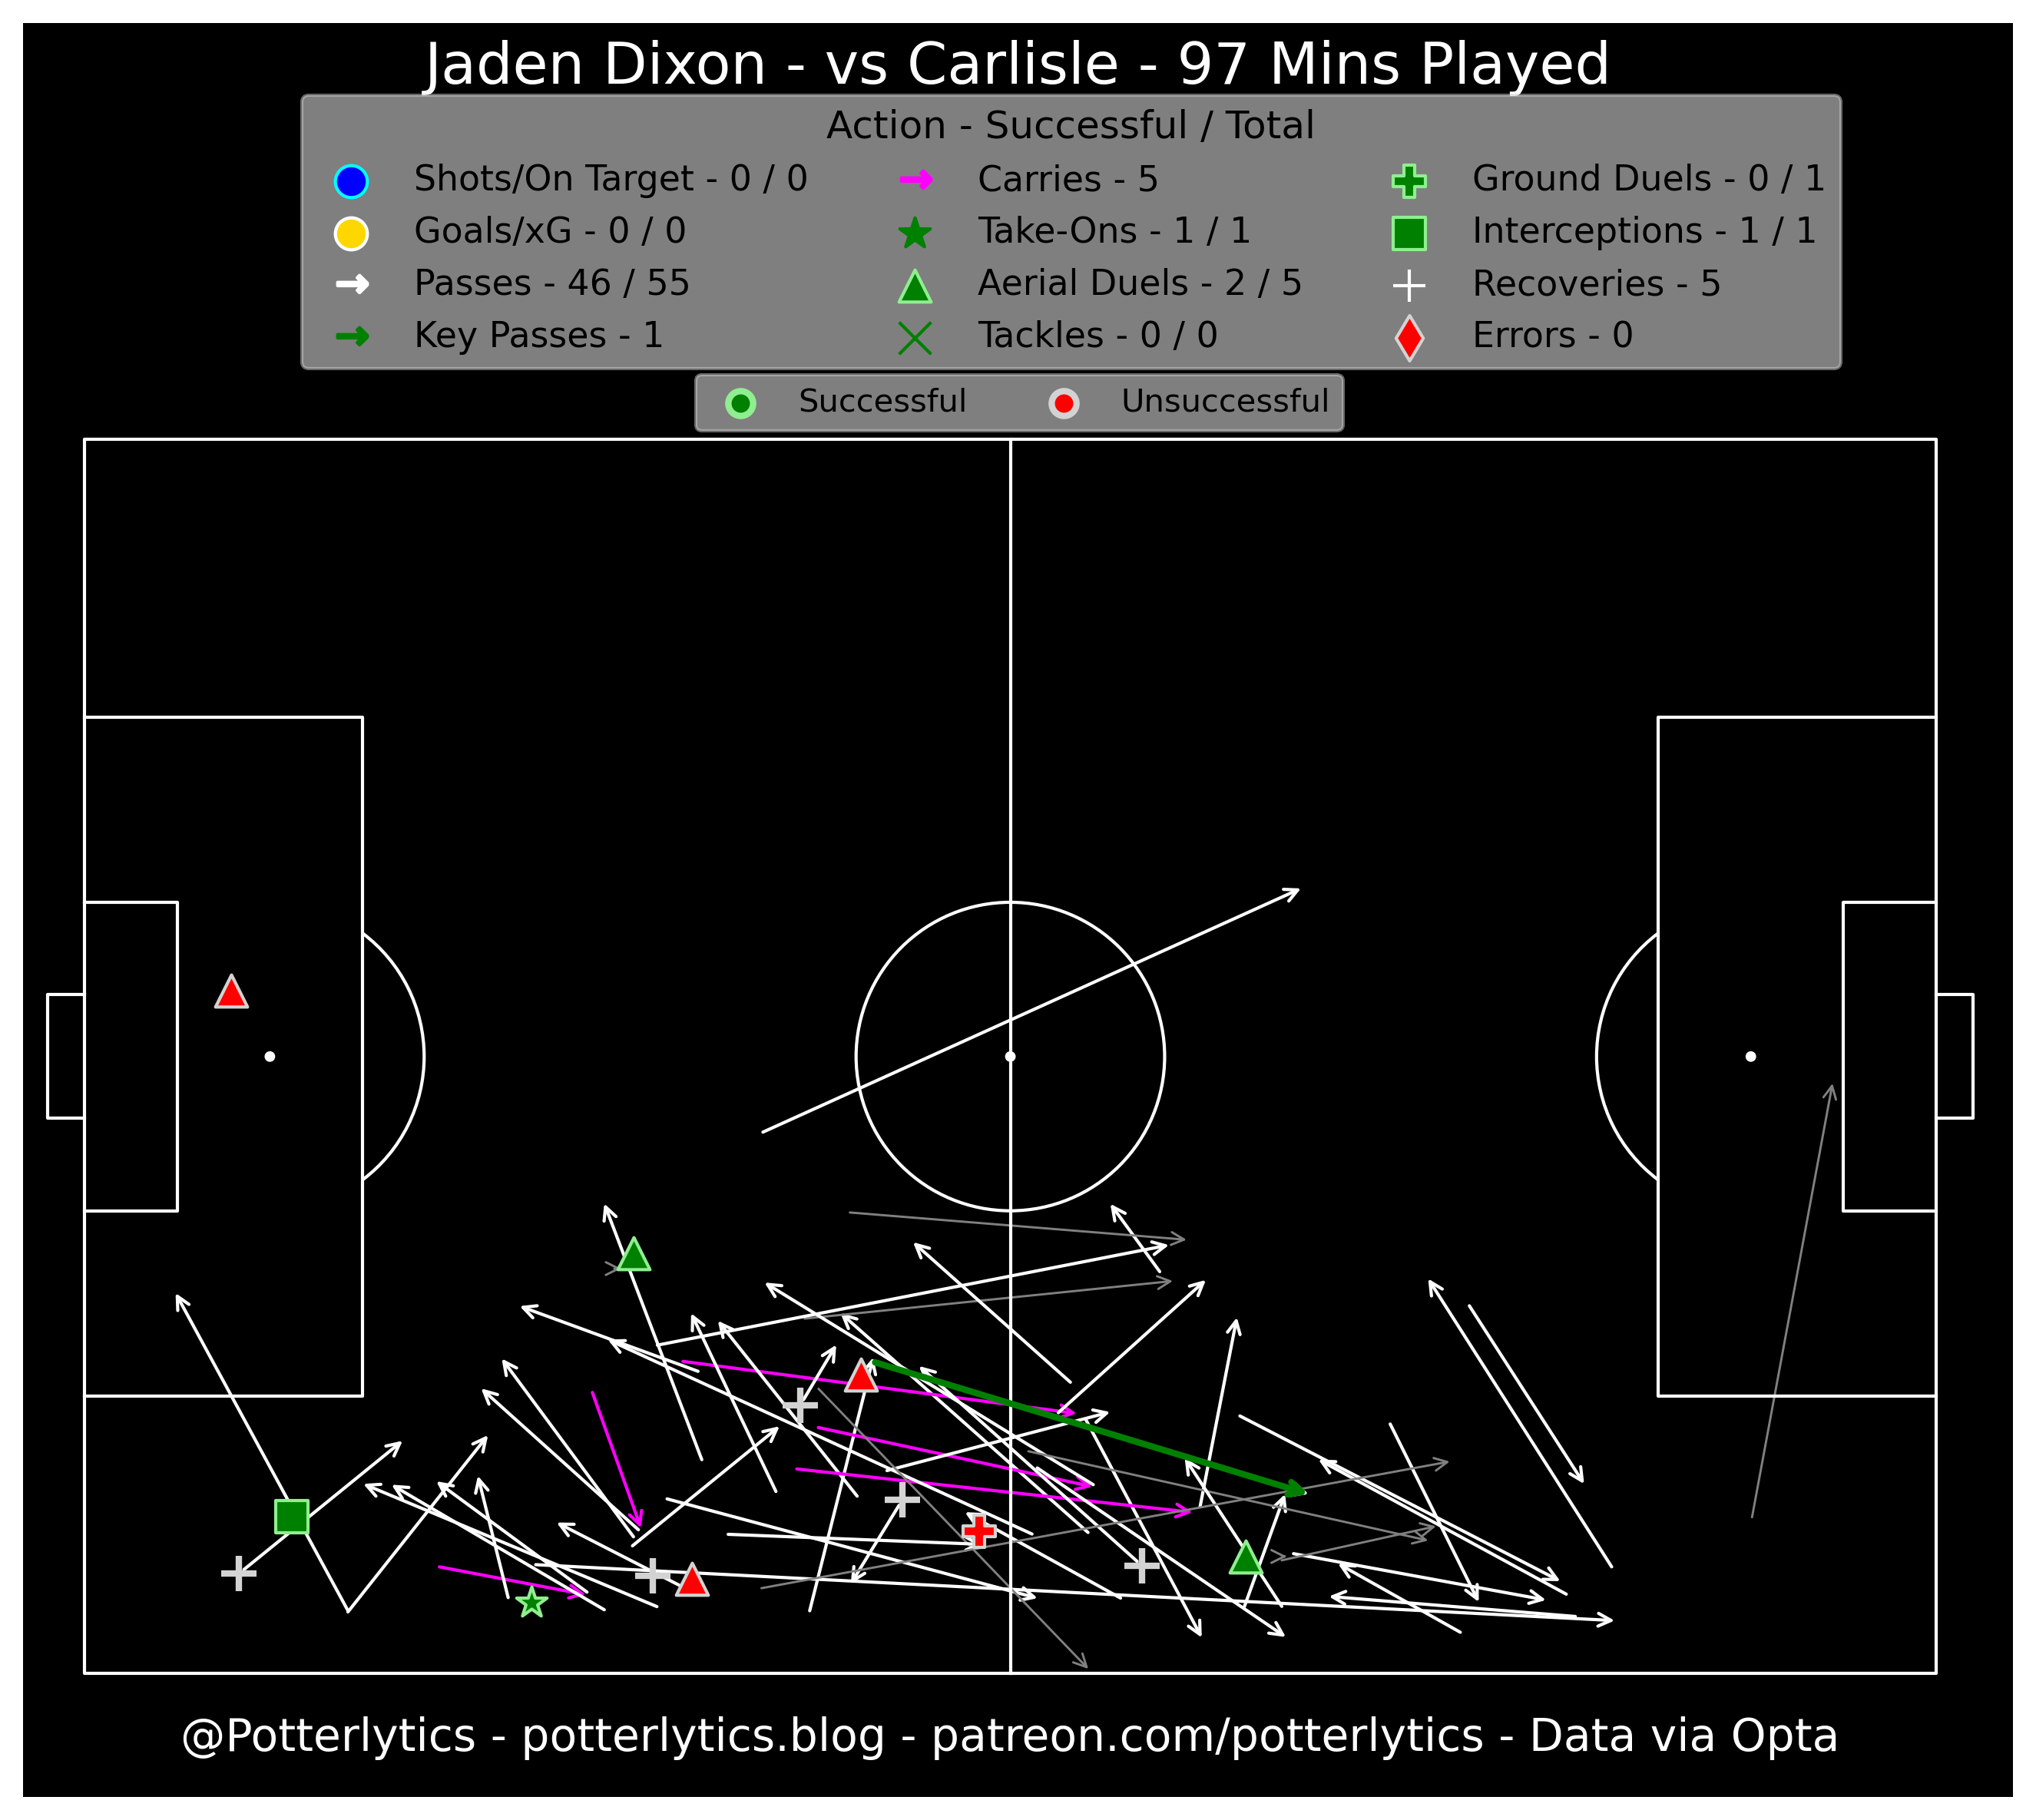 Jaden Dixon - vs Carlisle - 97 Mins Played
Action - Successful / Total
Shots/On Target - 0 / 0
Goals/xG - 0 / 0
Passes - 46 / 55
Key Passes - 1
Carries - 5
Take-Ons - 1 / 1
Aerial Duels - 2 / 5
Tackles - 0 / 0
Ground Duels - 0 / 1
Interceptions - 1 / 1
Recoveries - 5
Errors - 0
Successful
Unsuccessful
@Potterlytics - potterlytics.blog - patreon.com/potterlytics - Data via Opta